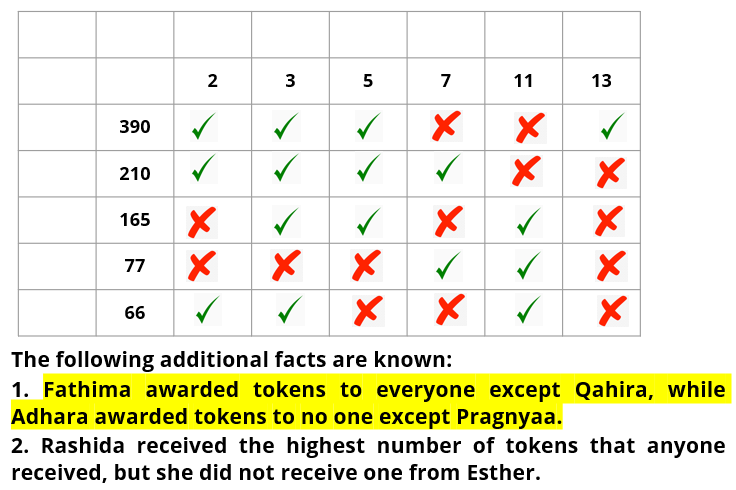 2 3 5 7 11 13
390
210
165
77
66
The following additional facts are known:
1. Fathima awarded tokens to everyone except Qahira, while
Adhara awarded tokens to no one except Pragnyaa.
2. Rashida received the highest number of tokens that anyone
received, but she did not receive one from Esther.